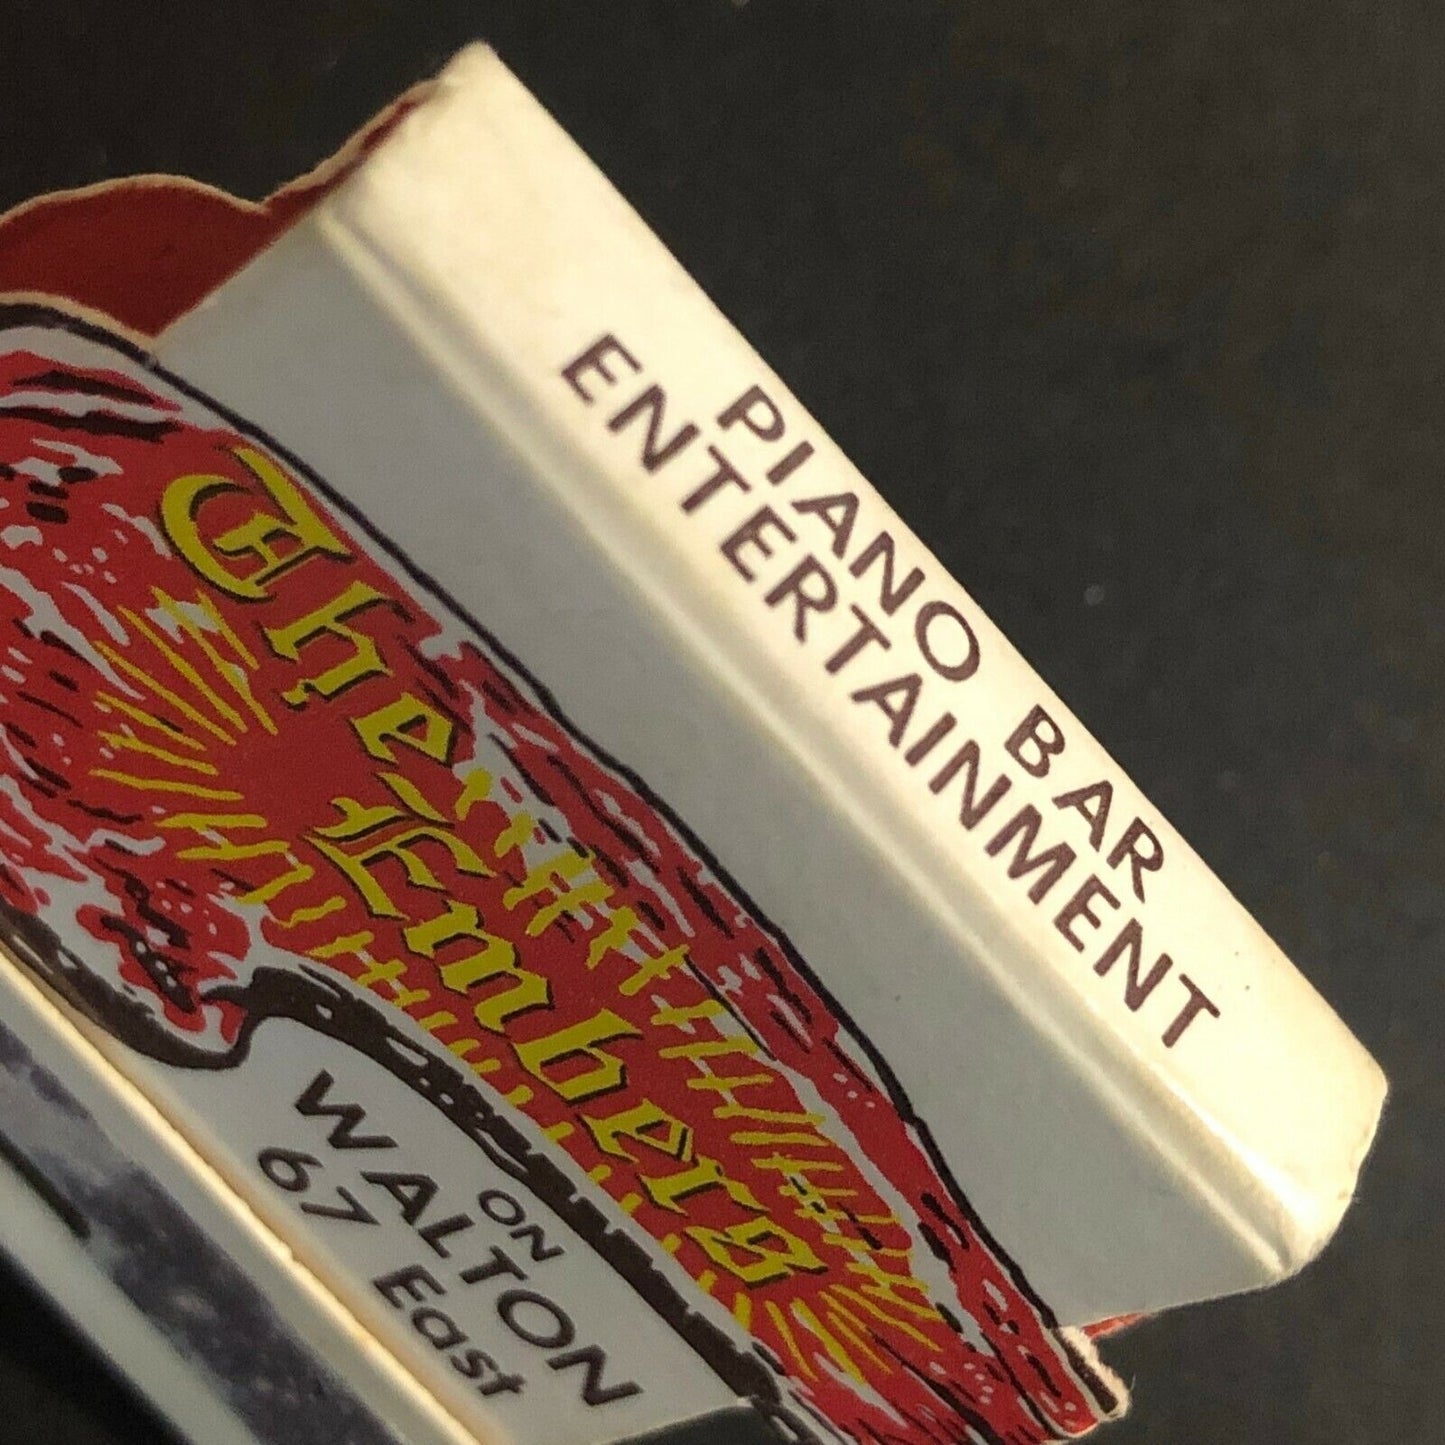 PIANO BAR
ENTERTAINMENT
The
Embers
ON
WALTON
67 East